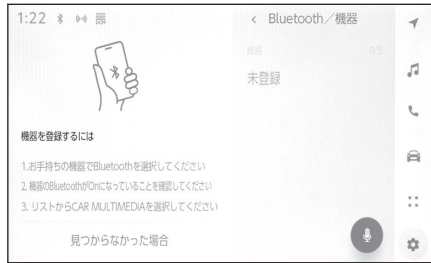 1:22
< Bluetooth／機器
機器 0/5
未登録
機器を登録するには
1.お手持ちの機器でBluetoothを選択してください
2. 機器のBluetoothがOnになっていることを確認してください
3. リストからCAR MULTIMEDIAを選択してください
見つからなかった場合